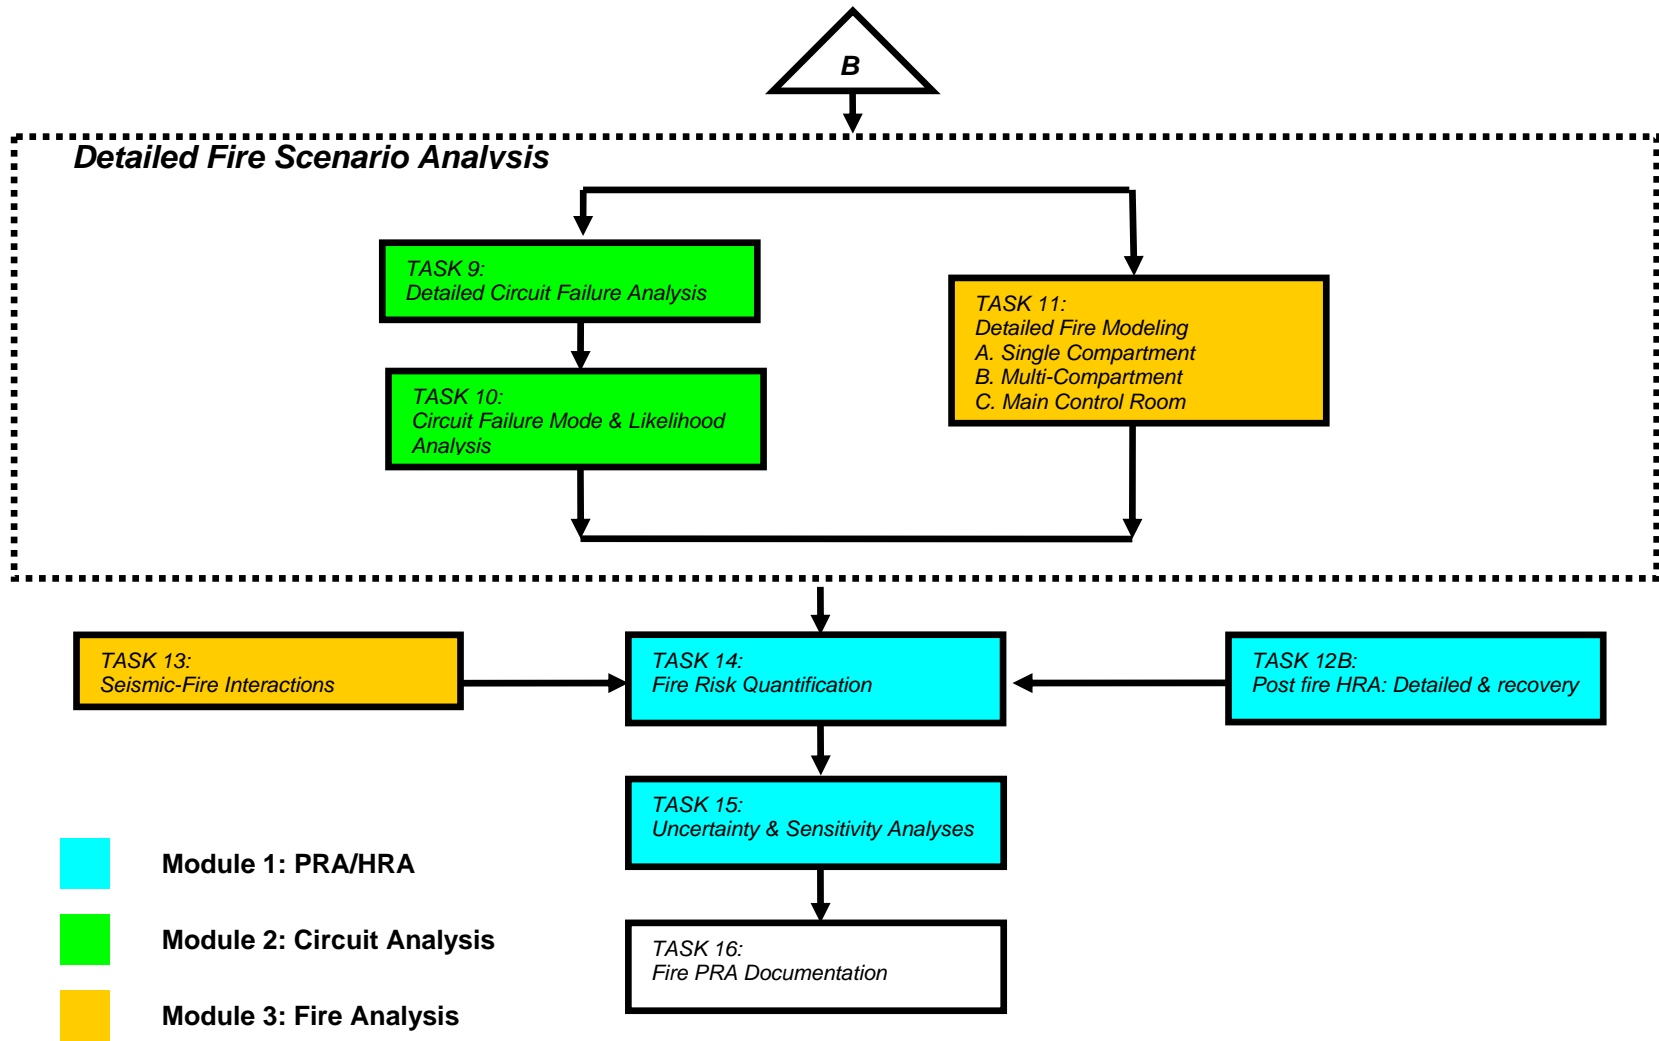 B
Detailed Fire Scenario Analysis
TASK 9:
Detailed Circuit Failure Analysis
TASK 10:
Circuit Failure Mode & Likelihood
Analysis
TASK 11:
Detailed Fire Modeling
A. Single Compartment
B. Multi-Compartment
C. Main Control Room
TASK 13:
Seismic-Fire Interactions
TASK 14:
Fire Risk Quantification
TASK 12B:
Post fire HRA: Detailed & recovery
TASK 15:
Uncertainty & Sensitivity Analyses
TASK 16:
Fire PRA Documentation
Module 1: PRA/HRA
Module 2: Circuit Analysis
Module 3: Fire Analysis